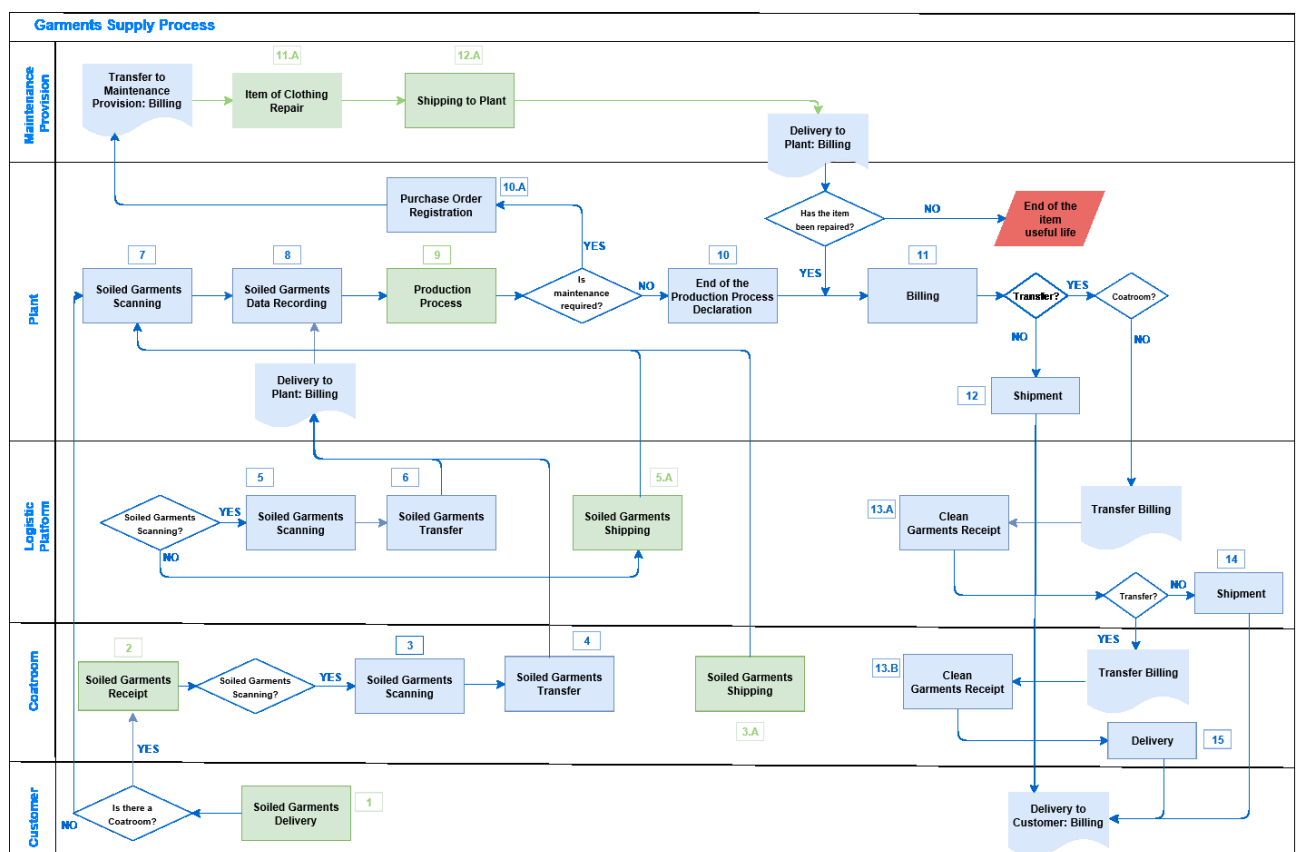 Garments Supply Process
Maintenance
Provision
11.A
12.A
Transfer to
Maintenance
Provision: Billing
Item of Clothing
Repair
Shipping to Plant
Delivery to
Plant: Billing
Plant
10.A
Purchase Order
Registration
YES
Has the item
been repaired?
NO
End of the
item
useful life
YES
7
Soiled Garments
Scanning
8
Soiled Garments
Data Recording
9
Production
Process
Is
maintenance
required?
NO
10
End of the
Production Process
Declaration
11
Billing
Transfer?
YES
Coatroom?
NO
NO
Delivery to
Plant: Billing
12
Shipment
Logistic
Platform
Soiled Garments
Scanning?
YES
NO
5
Soiled Garments
Scanning
6
Soiled Garments
Transfer
5.A
Soiled Garments
Shipping
13.A
Clean
Garments Receipt
Transfer Billing
Transfer?
NO
14
Shipment
YES
Coatroom
2
Soiled Garments
Receipt
Soiled Garments
Scanning?
YES
3
Soiled Garments
Scanning
4
Soiled Garments
Transfer
Soiled Garments
Shipping
3.A
13.B
Clean
Garments Receipt
Transfer Billing
Delivery
15
YES
Customer
NO
Is there a
Coatroom?
Soiled Garments
Delivery
1
Delivery to
Customer: Billing